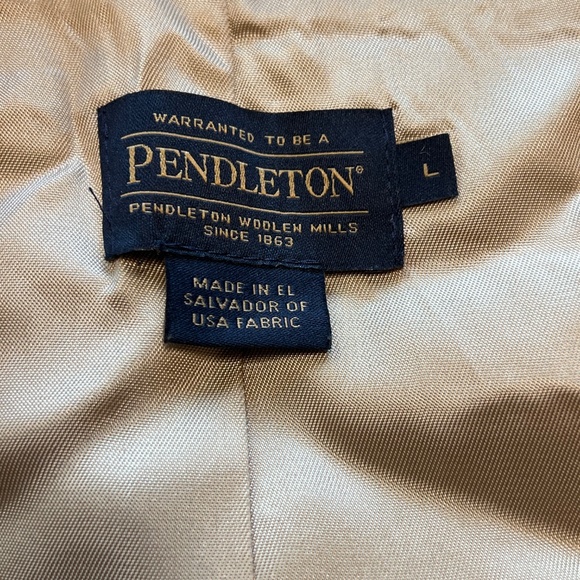 WARRANTED TO BE A
PENDLETON®
PENDLETON WOOLEN MILLS
SINCE 1863
L
MADE IN EL
SALVADOR OF
USA FABRIC